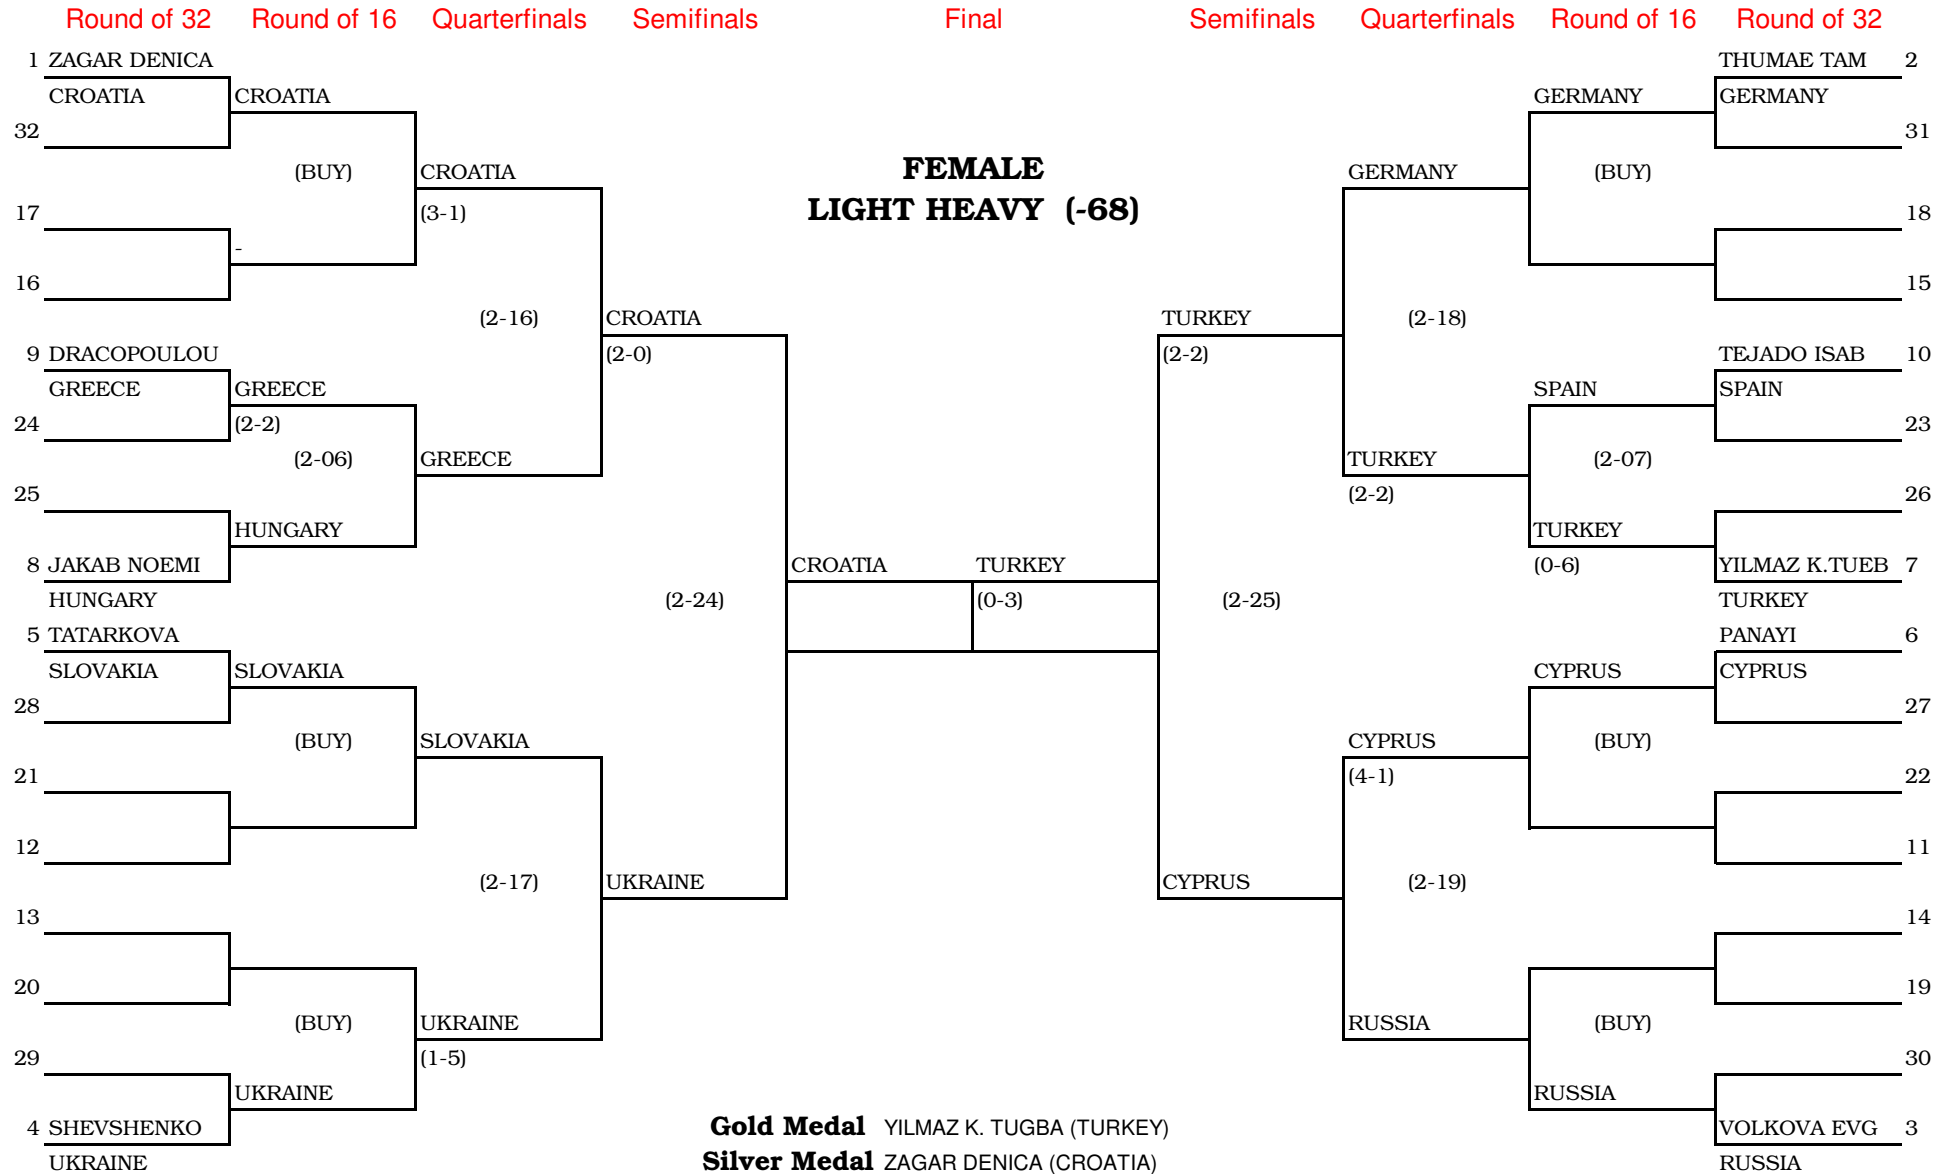 Round of 32 Round of 16 Quarterfinals Semifinals Final Semifinals Quarterfinals Round of 16 Round of 32
1 ZAGAR DENICA THUMAE TAM 2
CROATIA CROATIA GERMANY GERMANY
32 31
(BUY) CROATIA FEMALE GERMANY (BUY)
17 (3-1) LIGHT HEAVY (-68) 18
-
16 15
(2-16) CROATIA TURKEY (2-18)
9 DRACOPOULOU (2-0) (2-2) TEJADO ISAB 10
GREECE GREECE SPAIN SPAIN
24 (2-2) 23
(2-06) GREECE TURKEY (2-07)
25 (2-2) 26
HUNGARY TURKEY
8 JAKAB NOEMI CROATIA TURKEY (0-6) YILMAZ K.TUEB 7
HUNGARY (2-24) (0-3) (2-25) TURKEY
5 TATARKOVA PANAYI 6
SLOVAKIA SLOVAKIA CYPRUS CYPRUS
28 27
(BUY) SLOVAKIA CYPRUS (BUY)
21 (4-1) 22
12 11
(2-17) UKRAINE CYPRUS (2-19)
13 14
20 19
(BUY) UKRAINE RUSSIA (BUY)
29 (1-5) 30
UKRAINE RUSSIA
4 SHEVSHENKO Gold Medal YILMAZ K. TUGBA (TURKEY) VOLKOVA EVG 3
UKRAINE Silver Medal ZAGAR DENICA (CROATIA) RUSSIA